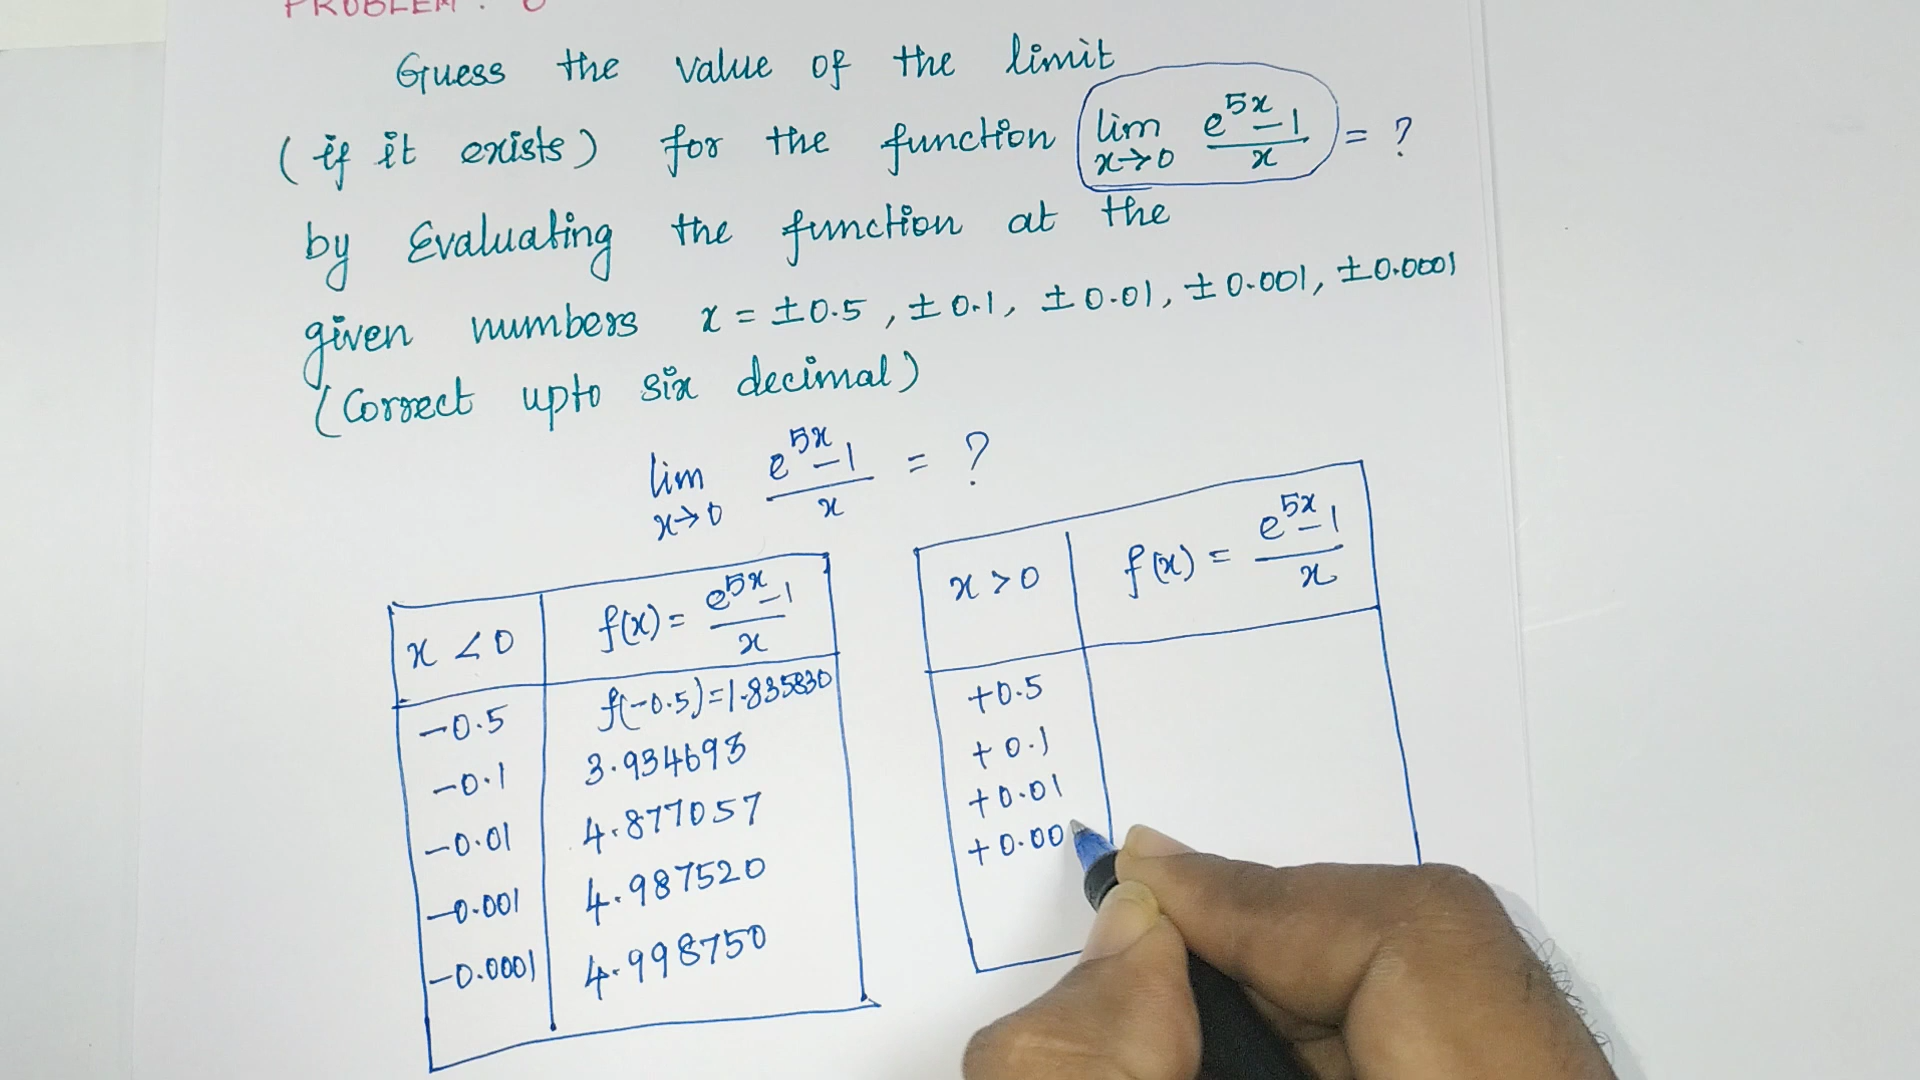 PROBLEM :
Guess the value of the limit
(if it exists) for the function lim x→0 e^5x-1 / x = ?
by Evaluating the function at the
given numbers x = ±0.5, ±0.1, ±0.01, ±0.001, ±0.0001
(Correct upto six decimal)
lim x→0 e^5x-1 / x = ?
x < 0 f(x) = e^5x-1 / x
-0.5 f(-0.5)=1.835830
-0.1 3.934693
-0.01 4.877057
-0.001 4.987520
-0.0001 4.998750
x > 0 f(x) = e^5x-1 / x
+0.5
+0.1
+0.01
+0.00